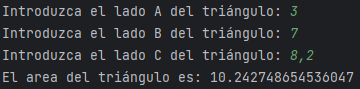 Introduzca el lado A del triángulo: 3
Introduzca el lado B del triángulo: 7
Introduzca el lado C del triángulo: 8,2
El area del triángulo es: 10.242748654536047